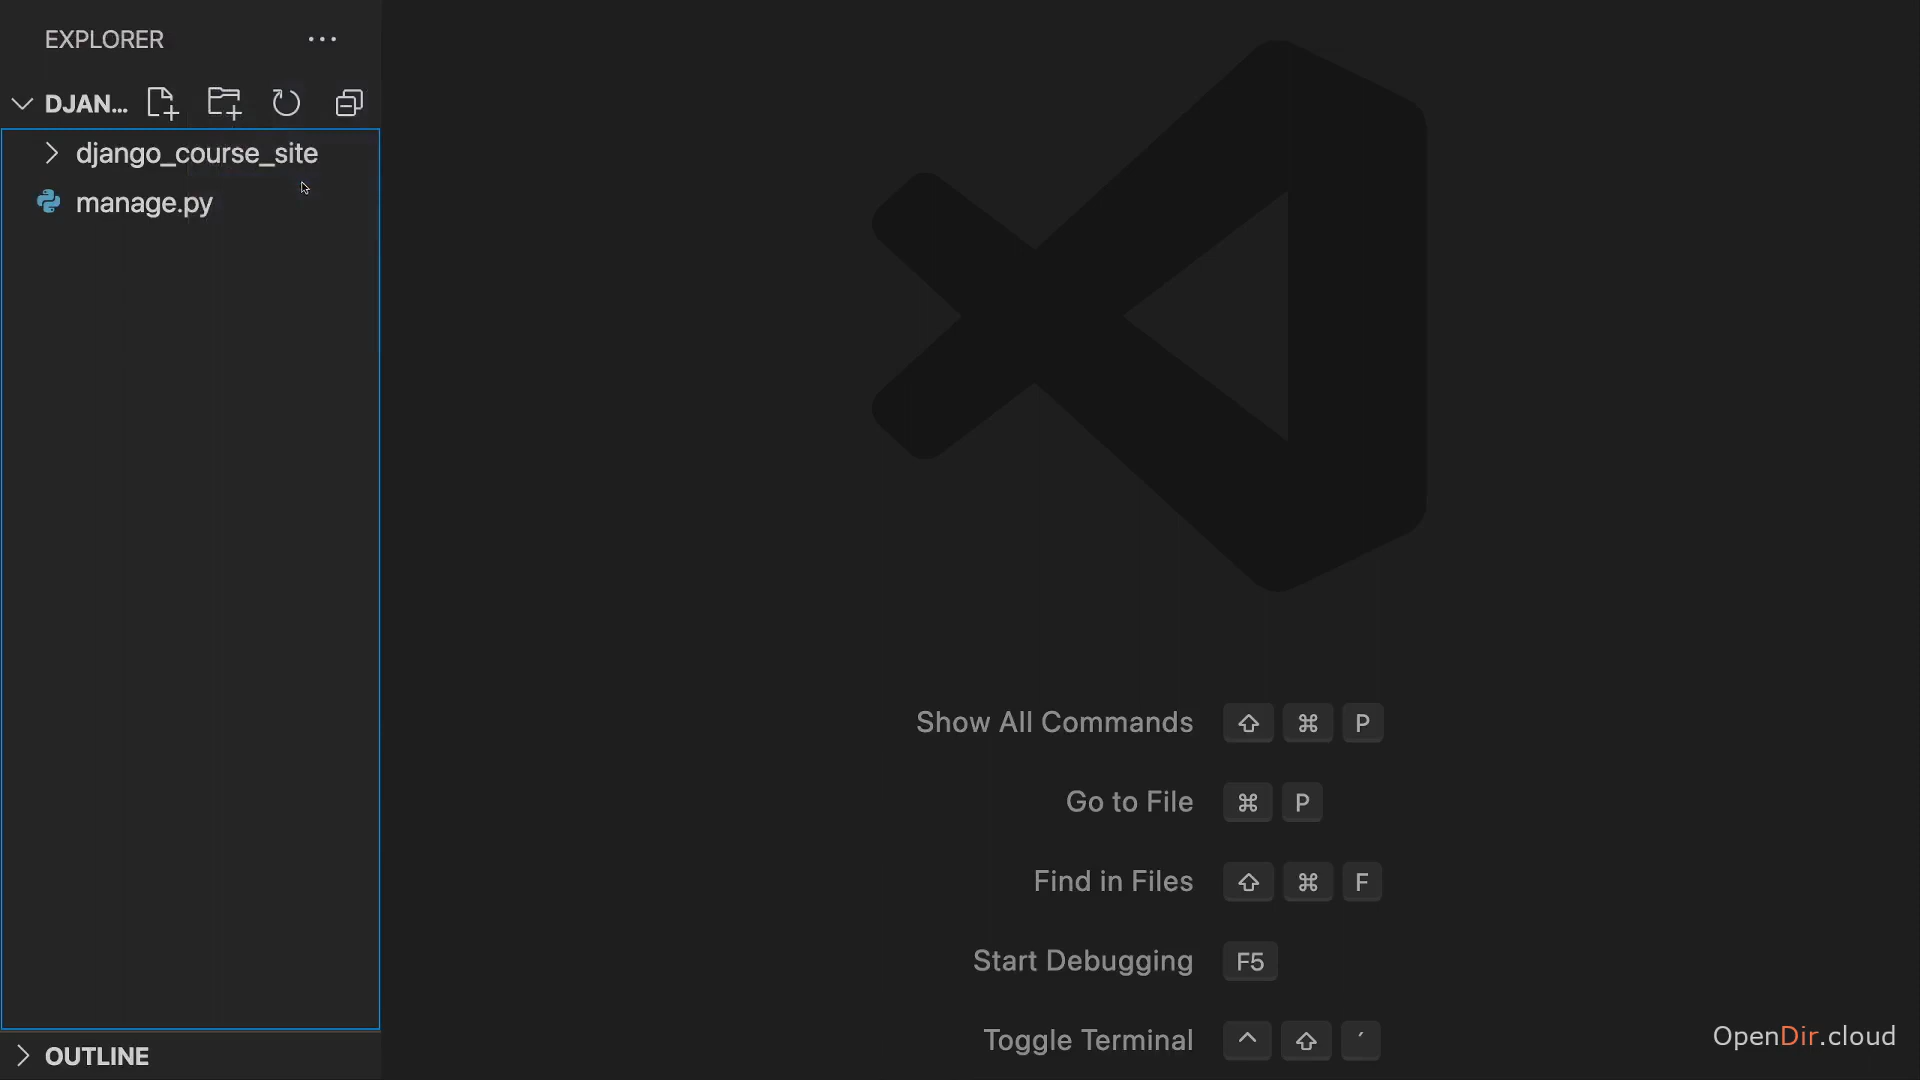 EXPLORER
DJAN...
django_course_site
manage.py
OUTLINE
Show All Commands ⇧ ⌘ P
Go to File ⌘ P
Find in Files ⇧ ⌘ F
Start Debugging F5
Toggle Terminal ^ ⇧ ´
OpenDir.cloud